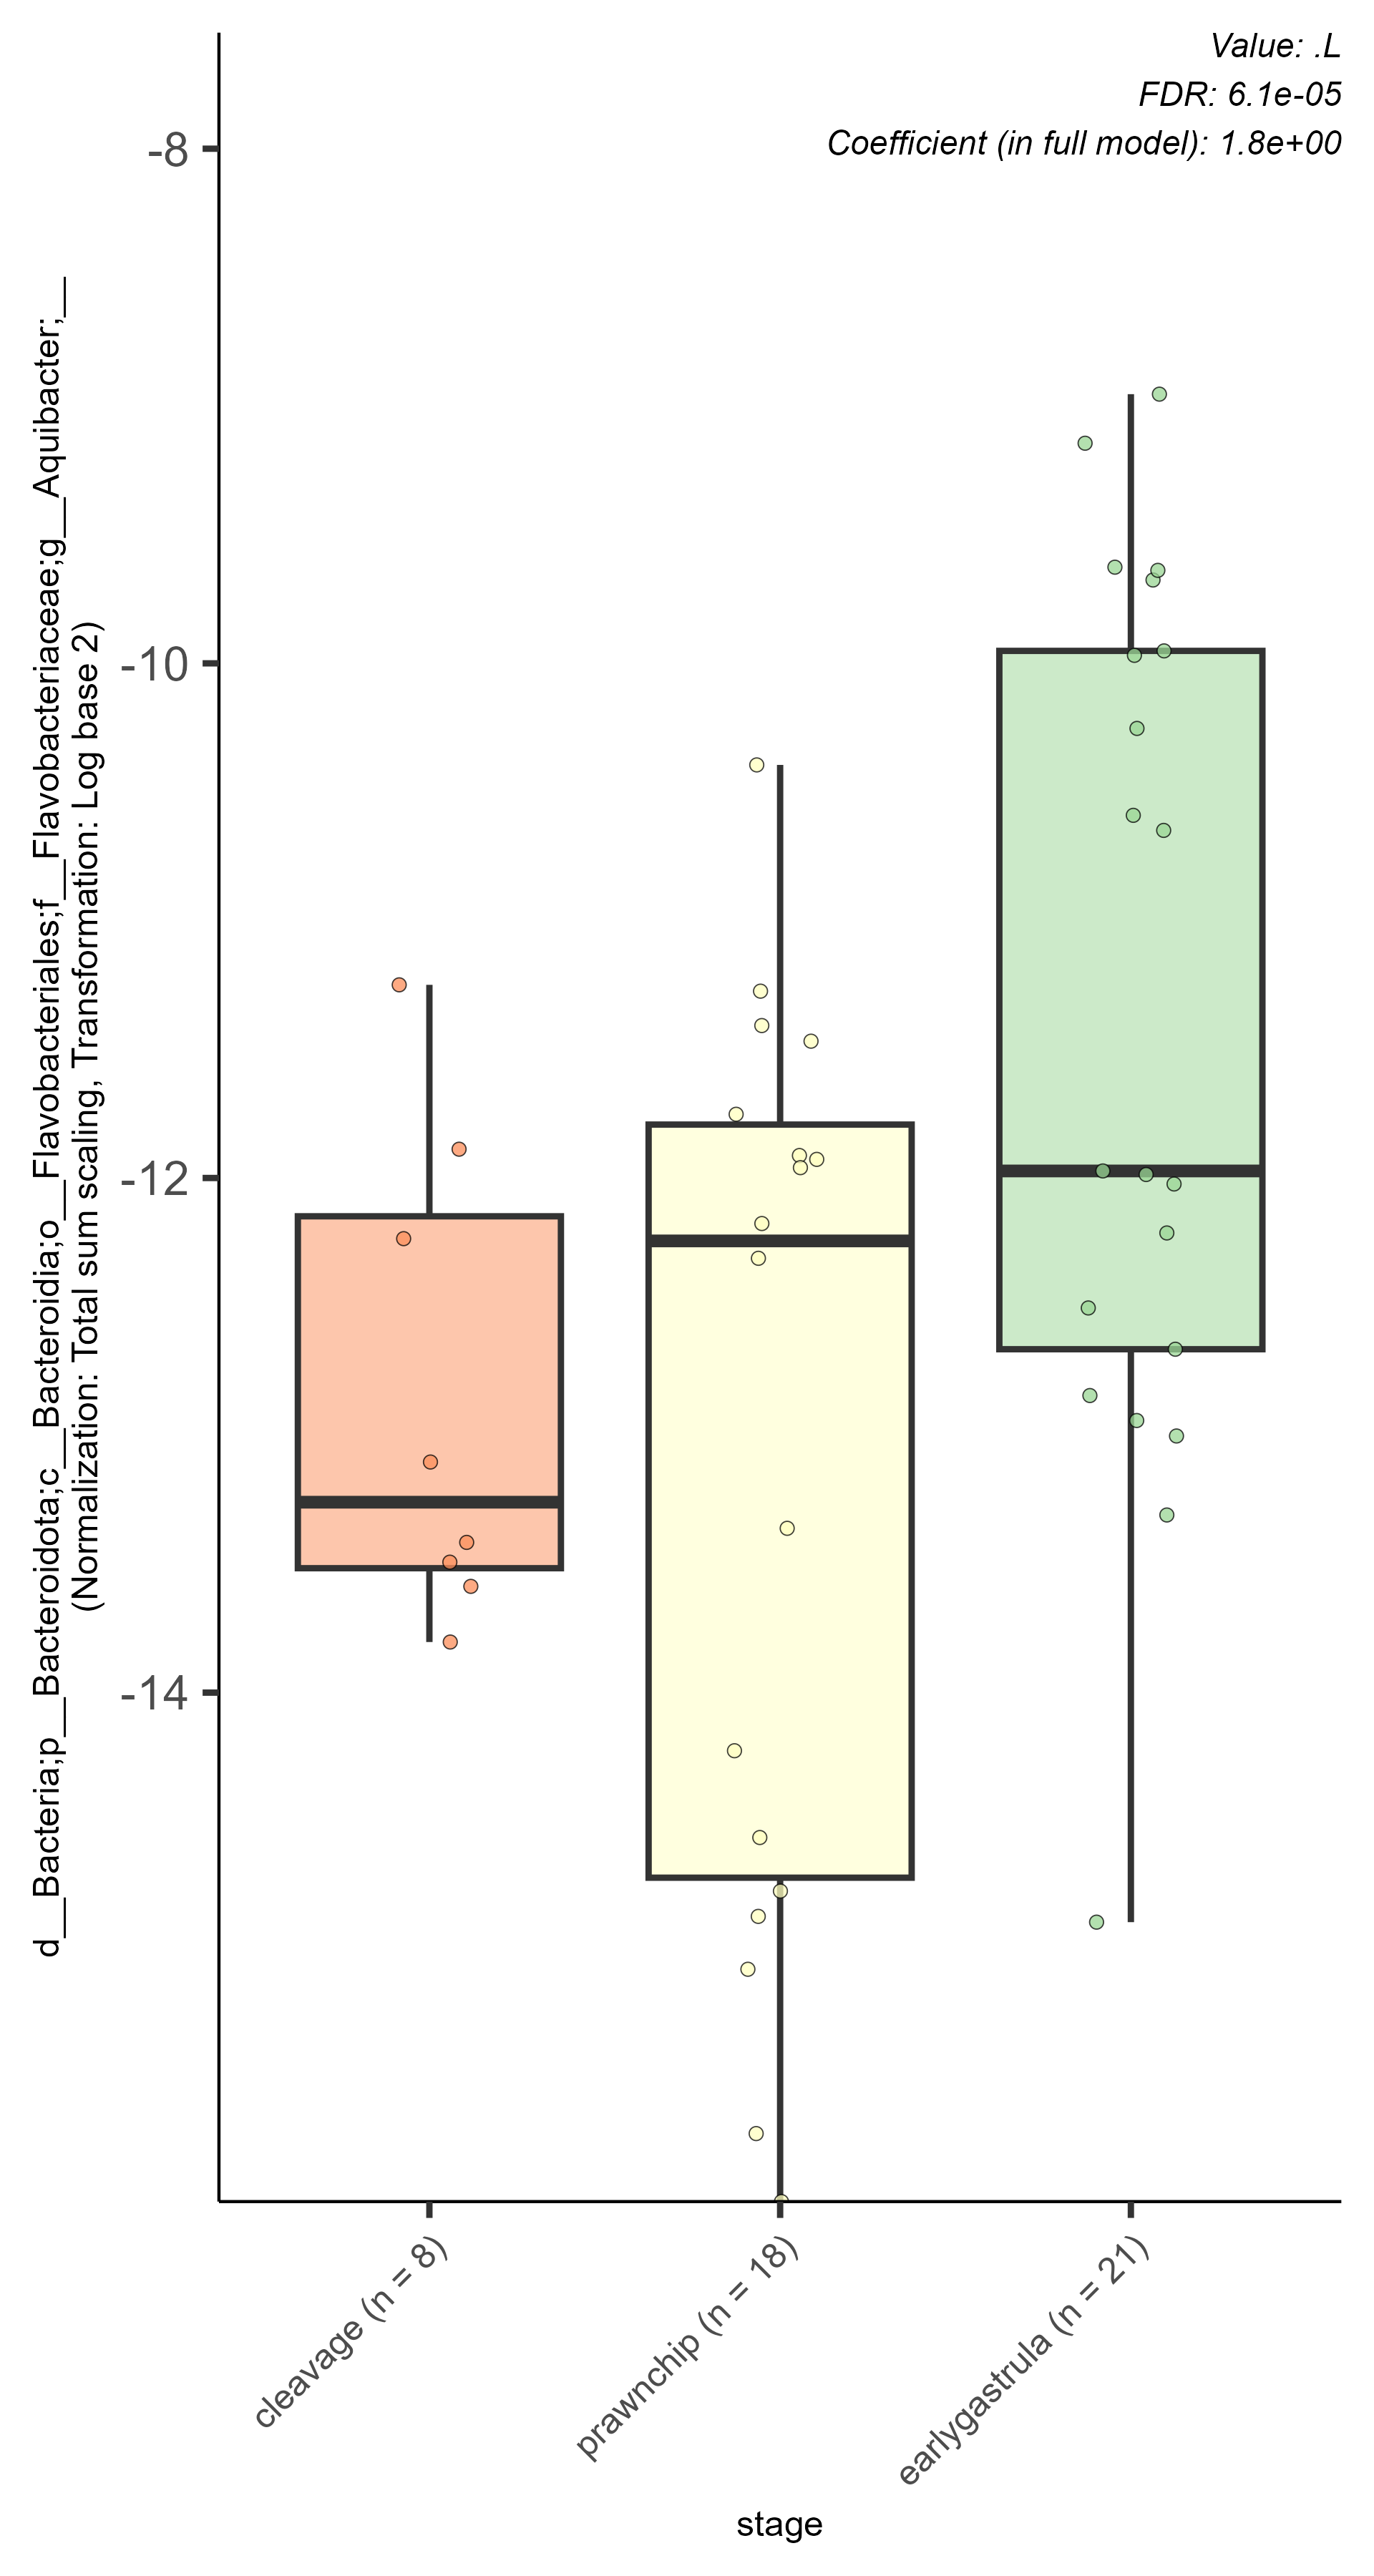 Value: .L
FDR: 6.1e-05
Coefficient (in full model): 1.8e+00
d__Bacteria;p__Bacteroidota;c__Bacteroidia;o__Flavobacteriales;f__Flavobacteriaceae;g__Aquibacter;__
(Normalization: Total sum scaling, Transformation: Log base 2)
-8
-10
-12
-14
cleavage (n = 8)
prawnchip (n = 18)
earlygastrula (n = 21)
stage